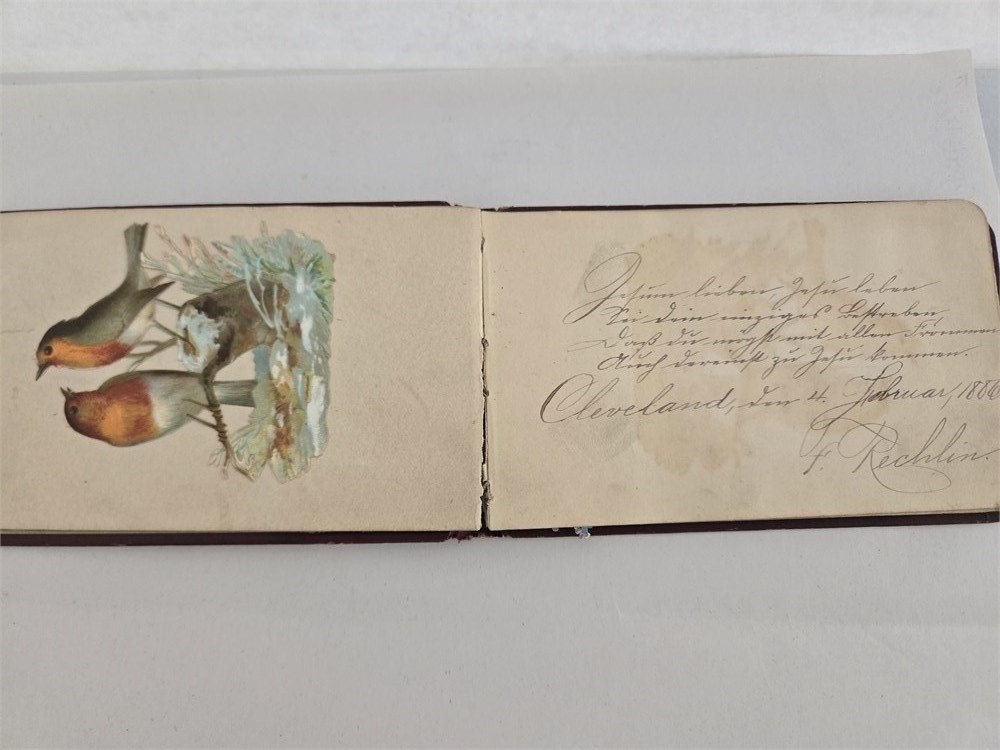 Jesum lieben, Jesu leben
Sei dein einziges Bestreben,
Daß du mögst mit allen Frommen
Auch dereinst zu Jesu kommen.
Cleveland, den 4. Februar, 1886
F. Rechlin.